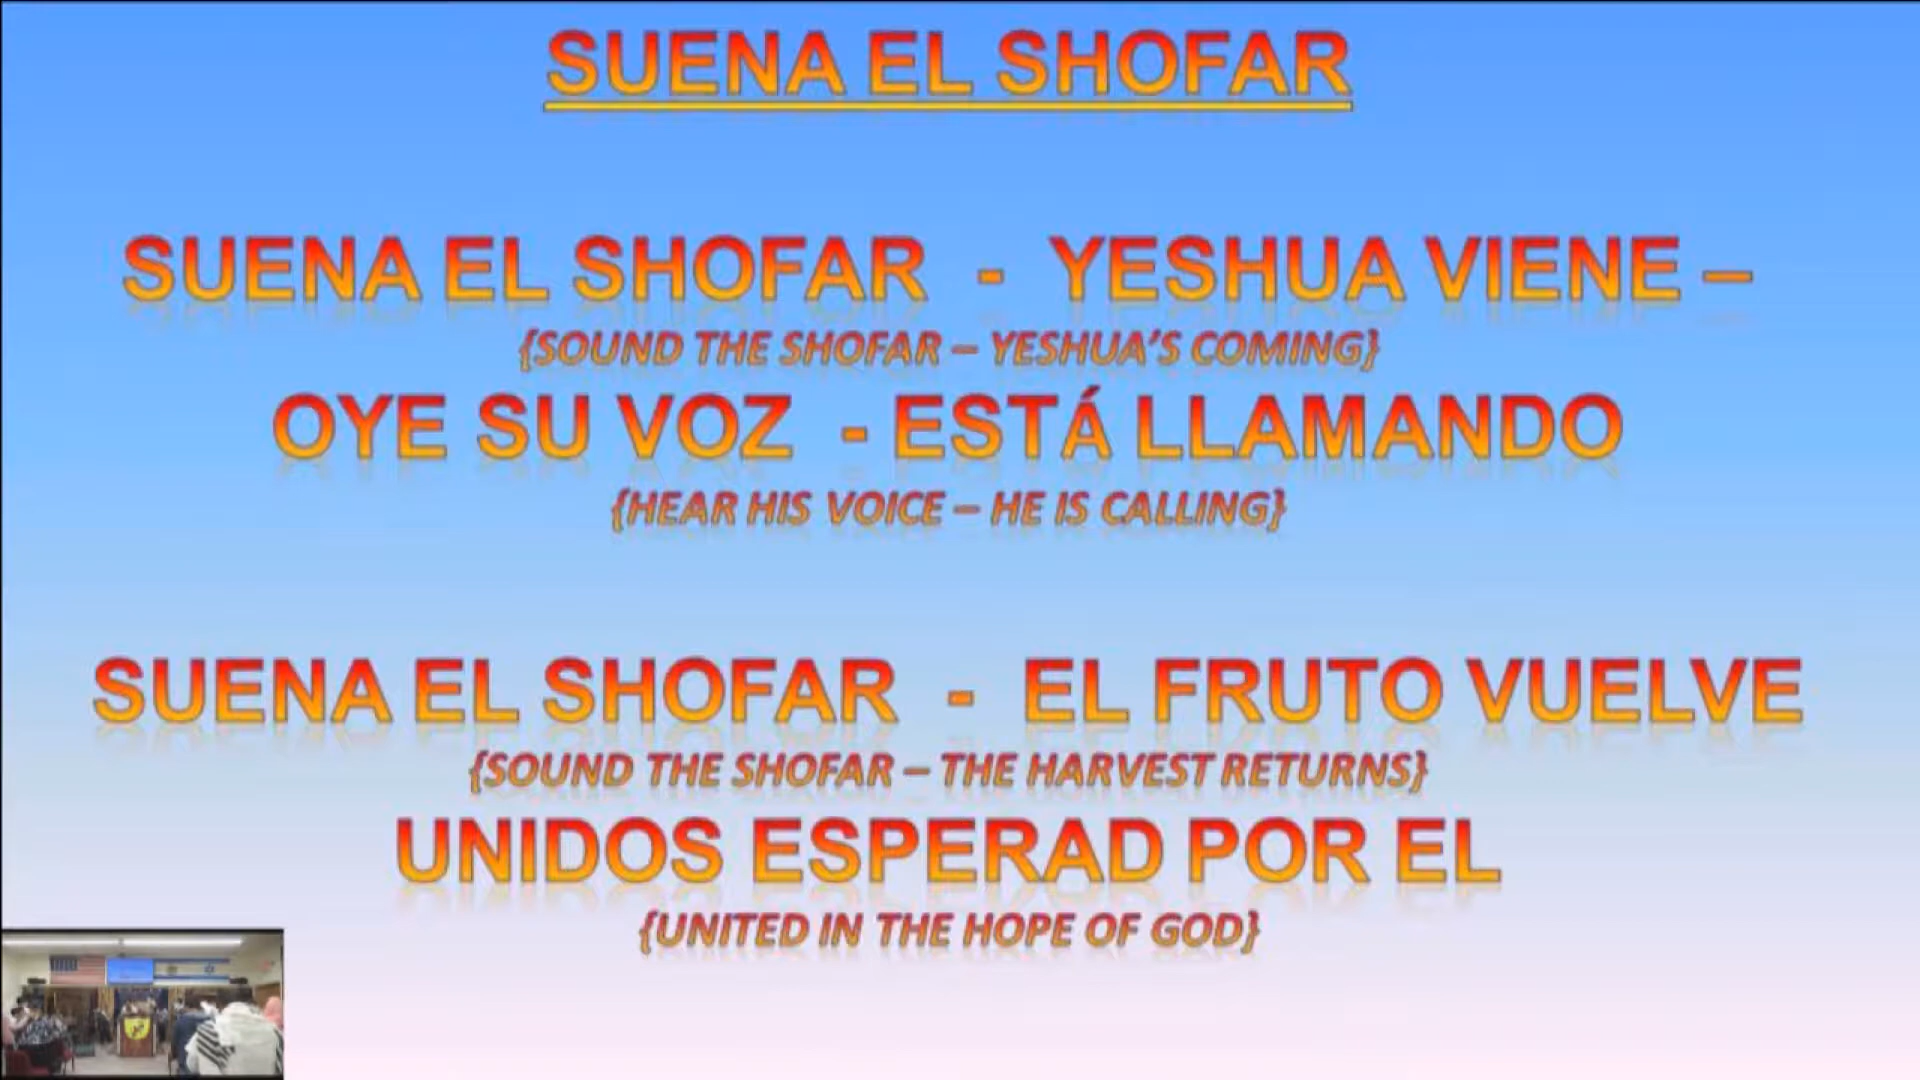 SUENA EL SHOFAR
SUENA EL SHOFAR - YESHUA VIENE –
{SOUND THE SHOFAR – YESHUA'S COMING}
OYE SU VOZ - ESTÁ LLAMANDO
{HEAR HIS VOICE – HE IS CALLING}
SUENA EL SHOFAR - EL FRUTO VUELVE
{SOUND THE SHOFAR – THE HARVEST RETURNS}
UNIDOS ESPERAD POR EL
{UNITED IN THE HOPE OF GOD}